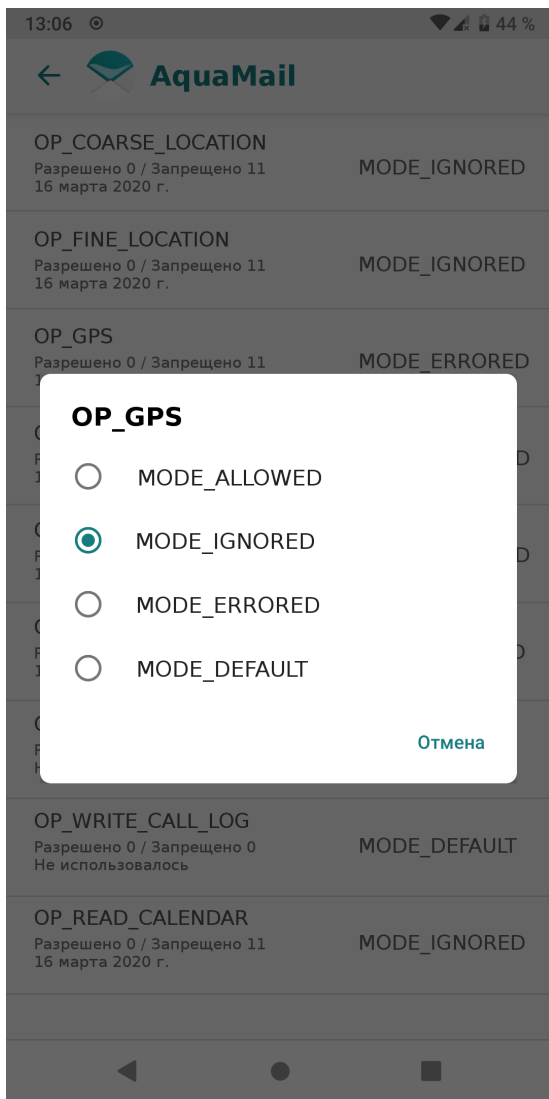 13:06
44 %
AquaMail
OP_COARSE_LOCATION
Разрешено 0 / Запрещено 11
16 марта 2020 г.
MODE_IGNORED
OP_FINE_LOCATION
Разрешено 0 / Запрещено 11
16 марта 2020 г.
MODE_IGNORED
OP_GPS
Разрешено 0 / Запрещено 11
MODE_ERRORED
OP_GPS
MODE_ALLOWED
MODE_IGNORED
MODE_ERRORED
MODE_DEFAULT
Отмена
OP_WRITE_CALL_LOG
Разрешено 0 / Запрещено 0
Не использовалось
MODE_DEFAULT
OP_READ_CALENDAR
Разрешено 0 / Запрещено 11
16 марта 2020 г.
MODE_IGNORED